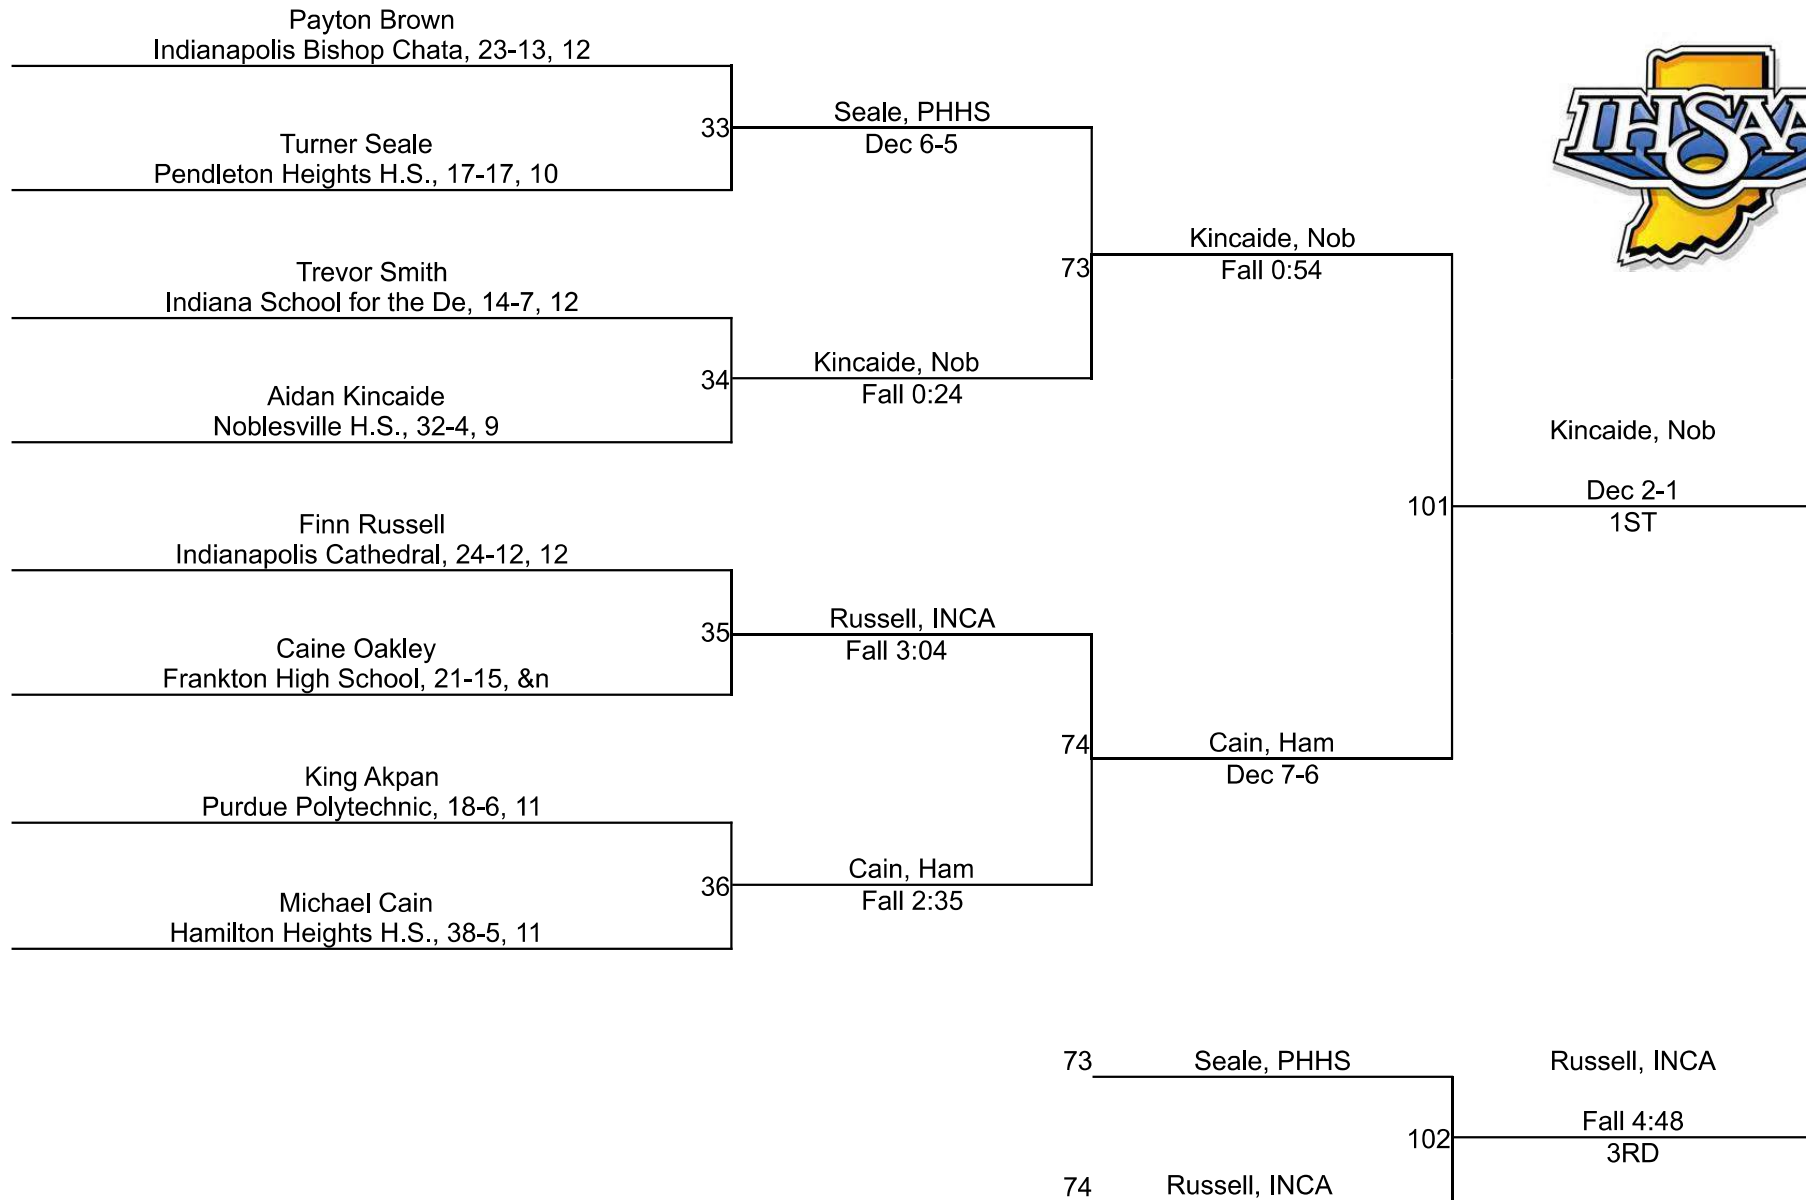 Payton Brown
Indianapolis Bishop Chata, 23-13, 12
33
Seale, PHHS
Dec 6-5
Turner Seale
Pendleton Heights H.S., 17-17, 10
IHSAA
73
Kincaide, Nob
Fall 0:54
Trevor Smith
Indiana School for the De, 14-7, 12
34
Kincaide, Nob
Fall 0:24
Aidan Kincaide
Noblesville H.S., 32-4, 9
Kincaide, Nob
101
Dec 2-1
1ST
Finn Russell
Indianapolis Cathedral, 24-12, 12
35
Russell, INCA
Fall 3:04
Caine Oakley
Frankton High School, 21-15, &n
74
Cain, Ham
Dec 7-6
King Akpan
Purdue Polytechnic, 18-6, 11
36
Cain, Ham
Fall 2:35
Michael Cain
Hamilton Heights H.S., 38-5, 11
73
Seale, PHHS
Russell, INCA
102
Fall 4:48
3RD
74
Russell, INCA